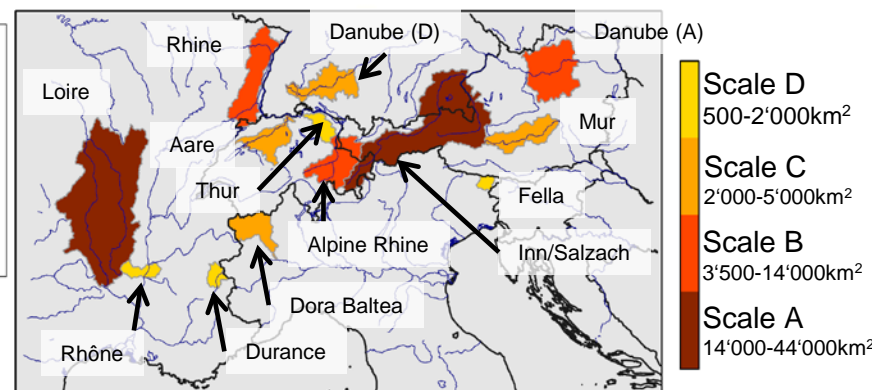 Rhine
Danube (D)
Danube (A)
Loire
Aare
Mur
Thur
Fella
Alpine Rhine
Inn/Salzach
Dora Baltea
Rhône
Durance
Scale D
500-2‘000km²
Scale C
2‘000-5‘000km²
Scale B
3‘500-14‘000km²
Scale A
14‘000-44‘000km²